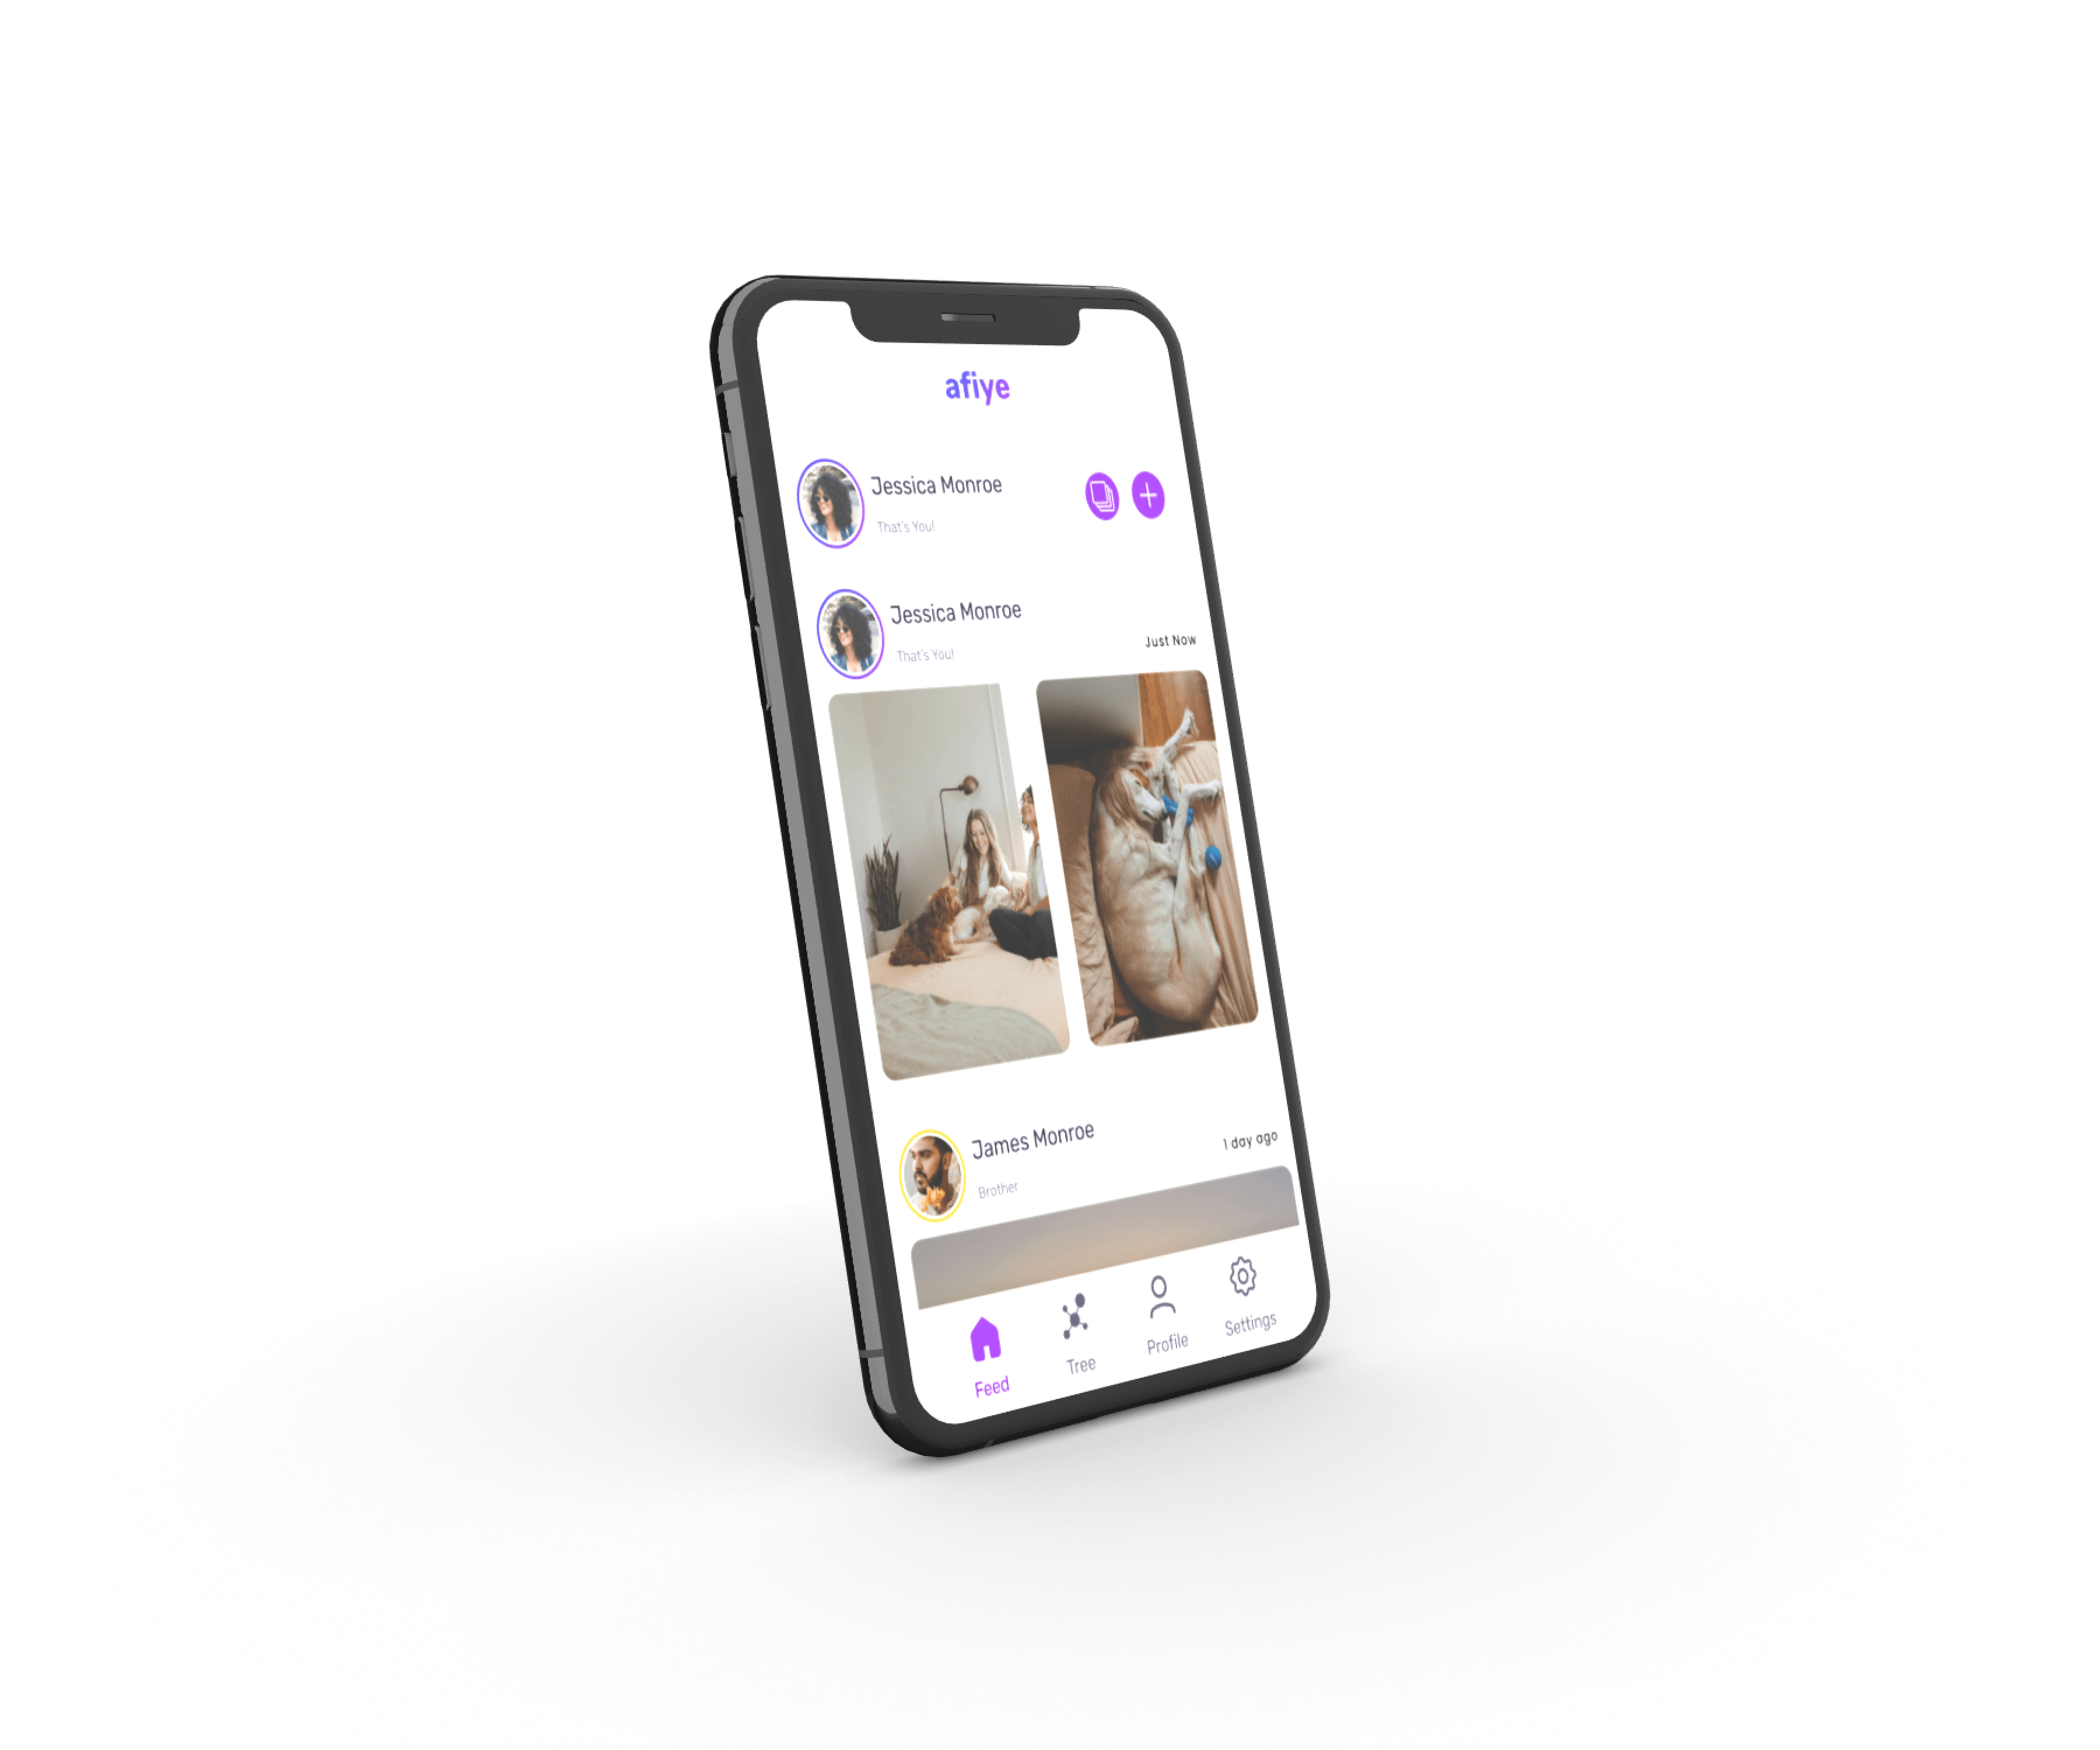 afiye
Jessica Monroe
That's You!
Jessica Monroe
That's You!
Just Now
James Monroe
Brother
1 day ago
Feed
Tree
Profile
Settings